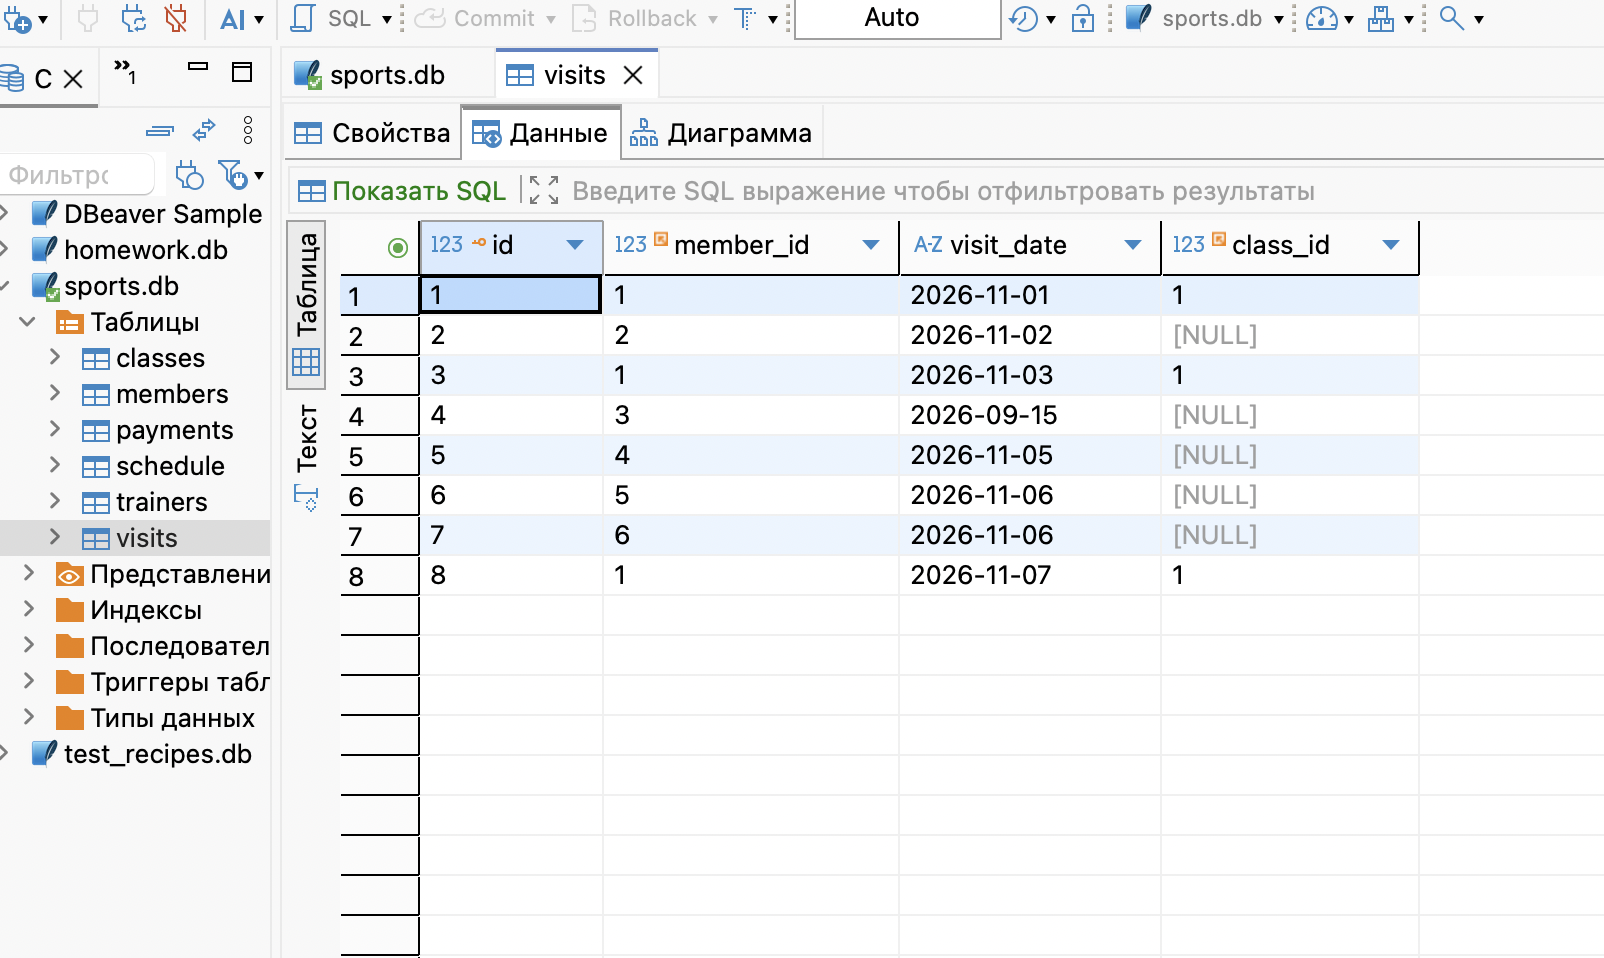 AI SQL Commit Rollback T Auto sports.db
C »1
sports.db visits
Свойства Данные Диаграмма
Фильтрс
Показать SQL Введите SQL выражение чтобы отфильтровать результаты
DBeaver Sample
homework.db
sports.db
Таблицы
classes
members
payments
schedule
trainers
visits
Представлени
Индексы
Последовател
Триггеры табл
Типы данных
test_recipes.db
Таблица
Текст
123 id 123 member_id A-Z visit_date 123 class_id
1 1 1 2026-11-01 1
2 2 2 2026-11-02 [NULL]
3 3 1 2026-11-03 1
4 4 3 2026-09-15 [NULL]
5 5 4 2026-11-05 [NULL]
6 6 5 2026-11-06 [NULL]
7 7 6 2026-11-06 [NULL]
8 8 1 2026-11-07 1